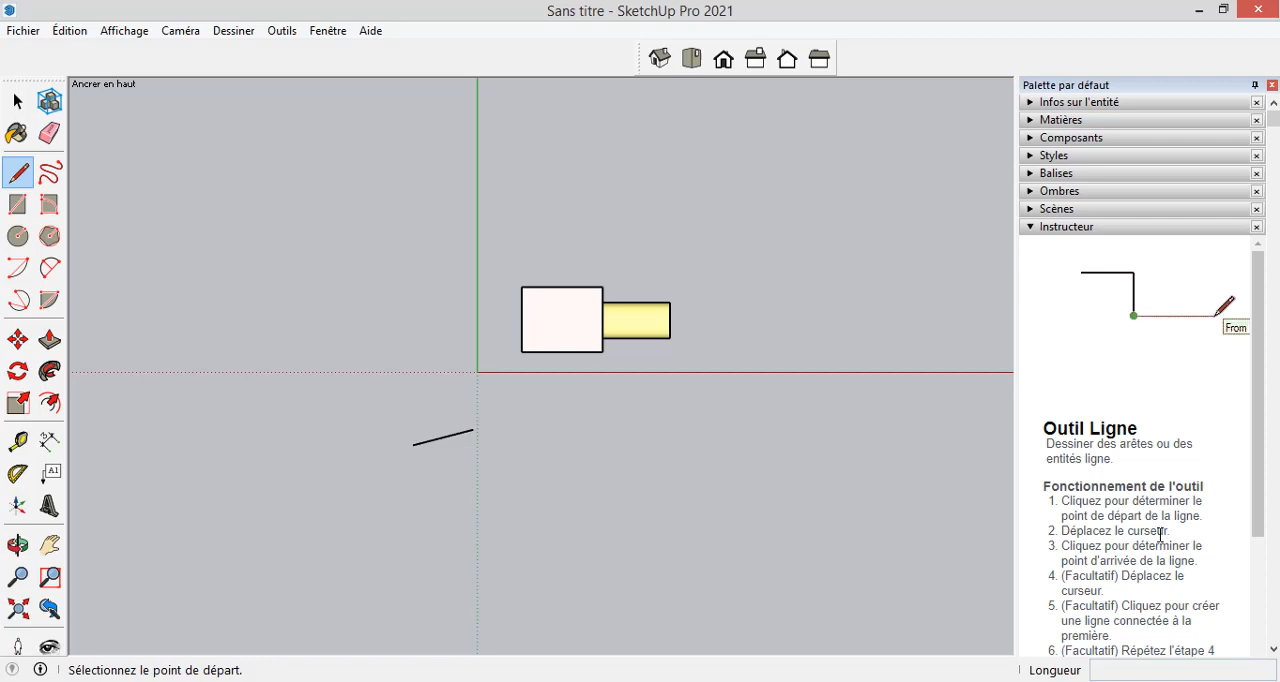 Sans titre - SketchUp Pro 2021
Fichier Édition Affichage Caméra Dessiner Outils Fenêtre Aide
Ancrer en haut
A1
Palette par défaut
Infos sur l'entité
Matières
Composants
Styles
Balises
Ombres
Scènes
Instructeur
From
Outil Ligne
Dessiner des arêtes ou des
entités ligne.
Fonctionnement de l'outil
1. Cliquez pour déterminer le
point de départ de la ligne.
2. Déplacez le curseur.
3. Cliquez pour déterminer le
point d'arrivée de la ligne.
4. (Facultatif) Déplacez le
curseur.
5. (Facultatif) Cliquez pour créer
une ligne connectée à la
première.
6. (Facultatif) Répétez l'étape 4
Sélectionnez le point de départ.
Longueur